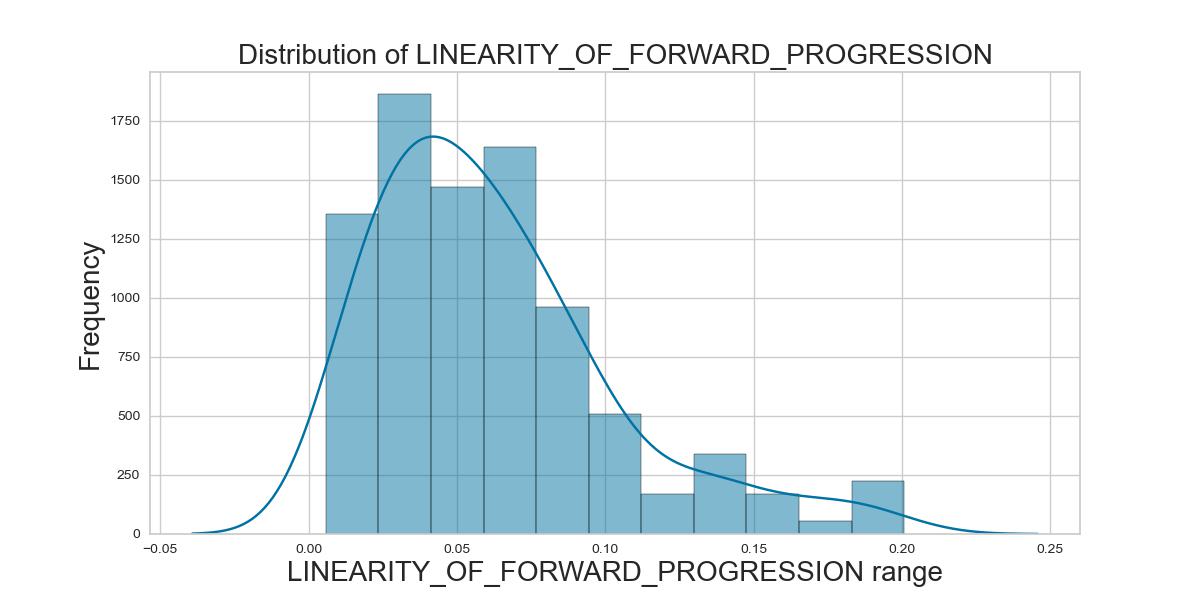 Distribution of LINEARITY_OF_FORWARD_PROGRESSION
1750
1500
1250
1000
750
500
250
0
Frequency
−0.05 0.00 0.05 0.10 0.15 0.20 0.25
LINEARITY_OF_FORWARD_PROGRESSION range